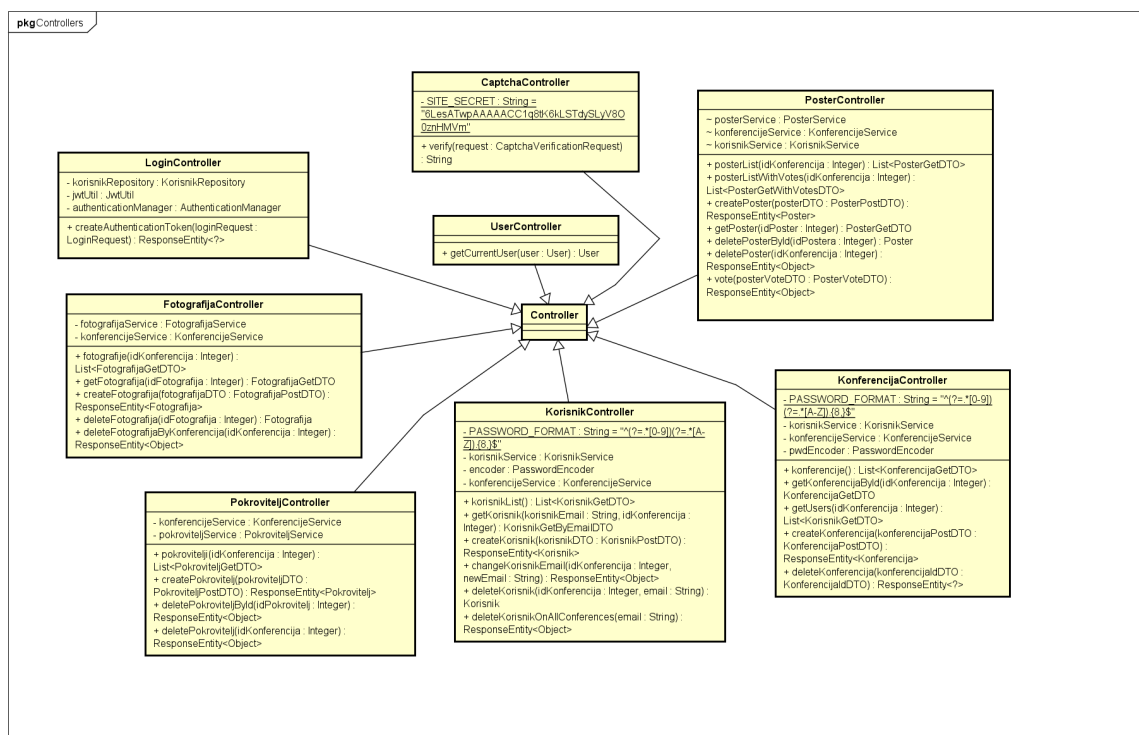 pkg Controllers
CaptchaController
- SITE_SECRET : String =
"6LesATwpAAAAACC1q8tK6kLSTdySLyV8O
0znHMVm"
+ verify(request : CaptchaVerificationRequest)
: String
PosterController
~ posterService : PosterService
~ konferencijeService : KonferencijeService
~ korisnikService : KorisnikService
+ posterList(idKonferencija : Integer) : List<PosterGetDTO>
+ posterListWithVotes(idKonferencija : Integer) :
List<PosterGetWithVotesDTO>
+ createPoster(posterDTO : PosterPostDTO) :
ResponseEntity<Poster>
+ getPoster(idPoster : Integer) : PosterGetDTO
+ deletePosterById(idPostera : Integer) : Poster
+ deletePoster(idKonferencija : Integer) :
ResponseEntity<Object>
+ vote(posterVoteDTO : PosterVoteDTO) :
ResponseEntity<Object>
LoginController
- korisnikRepository : KorisnikRepository
- jwtUtil : JwtUtil
- authenticationManager : AuthenticationManager
+ createAuthenticationToken(loginRequest :
LoginRequest) : ResponseEntity<?>
UserController
+ getCurrentUser(user : User) : User
FotografijaController
- fotografijaService : FotografijaService
- konferencijeService : KonferencijeService
+ fotografije(idKonferencija : Integer) :
List<FotografijaGetDTO>
+ getFotografija(idFotografija : Integer) : FotografijaGetDTO
+ createFotografija(fotografijaDTO : FotografijaPostDTO) :
ResponseEntity<Fotografija>
+ deleteFotografija(idFotografija : Integer) : Fotografija
+ deleteFotografijaByKonferencija(idKonferencija : Integer) :
ResponseEntity<Object>
Controller
KonferencijaController
- PASSWORD_FORMAT : String = "^(?=.*[0-9])
(?=.*[A-Z]).{8,}$"
- korisnikService : KorisnikService
- konferencijeService : KonferencijeService
- pwdEncoder : PasswordEncoder
+ konferencije() : List<KonferencijaGetDTO>
+ getKonferencijaById(idKonferencija : Integer) :
KonferencijaGetDTO
+ getUsers(idKonferencija : Integer) :
List<KorisnikGetDTO>
+ createKonferencija(konferencijaPostDTO :
KonferencijaPostDTO) :
ResponseEntity<Konferencija>
+ deleteKonferencija(konferencijaIdDTO :
KonferencijaIdDTO) : ResponseEntity<?>
KorisnikController
- PASSWORD_FORMAT : String = "^(?=.*[0-9])(?=.*[A-
Z]).{8,}$"
- korisnikService : KorisnikService
- encoder : PasswordEncoder
- konferencijeService : KonferencijeService
+ korisnikList() : List<KorisnikGetDTO>
+ getKorisnik(korisnikEmail : String, idKonferencija :
Integer) : KorisnikGetByEmailDTO
+ createKorisnik(korisnikDTO : KorisnikPostDTO) :
ResponseEntity<Korisnik>
+ changeKorisnikEmail(idKonferencija : Integer,
newEmail : String) : ResponseEntity<Object>
+ deleteKorisnik(idKonferencija : Integer, email : String) :
Korisnik
+ deleteKorisnikOnAllConferences(email : String) :
ResponseEntity<Object>
PokroviteljController
- konferencijeService : KonferencijeService
- pokroviteljService : PokroviteljService
+ pokrovitelji(idKonferencija : Integer) :
List<PokroviteljGetDTO>
+ createPokrovitelj(pokroviteljDTO :
PokroviteljPostDTO) : ResponseEntity<Pokrovitelj>
+ deletePokroviteljById(idPokrovitelj : Integer) :
ResponseEntity<Object>
+ deletePokrovitelj(idKonferencija : Integer) :
ResponseEntity<Object>